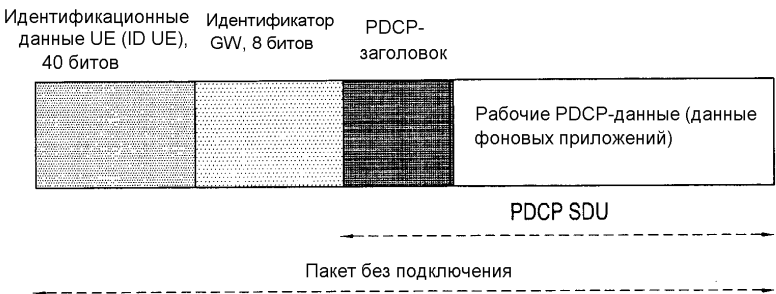 Идентификационные
данные UE (ID UE),
40 битов
Идентификатор
GW, 8 битов
PDCP-
заголовок
Рабочие PDCP-данные (данные
фоновых приложений)
PDCP SDU
Пакет без подключения